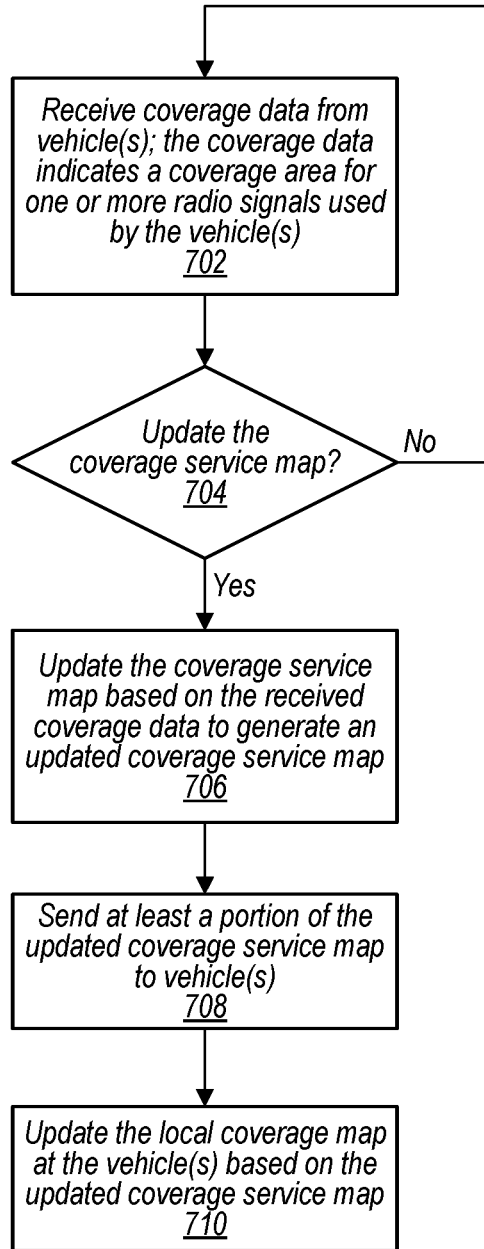 Receive coverage data from
vehicle(s); the coverage data
indicates a coverage area for
one or more radio signals used
by the vehicle(s)
702
Update the
coverage service map?
704
No
Yes
Update the coverage service
map based on the received
coverage data to generate an
updated coverage service map
706
Send at least a portion of the
updated coverage service map
to vehicle(s)
708
Update the local coverage map
at the vehicle(s) based on the
updated coverage service map
710